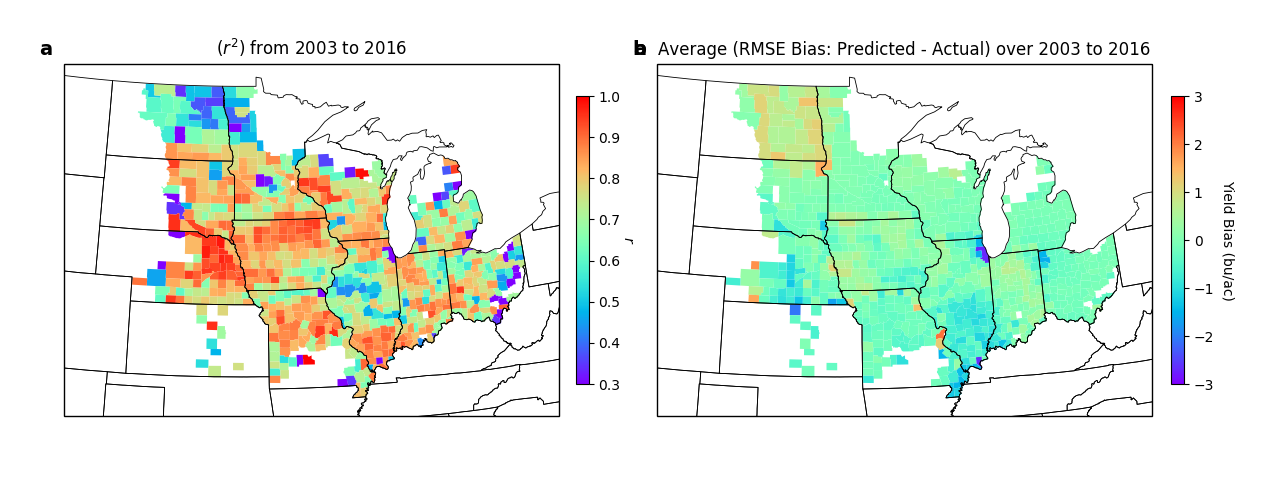 a
(r²) from 2003 to 2016
1.0
0.9
0.8
0.7
0.6
0.5
0.4
0.3
r
b
Average (RMSE Bias: Predicted - Actual) over 2003 to 2016
3
2
1
0
−1
−2
−3
Yield Bias (bu/ac)